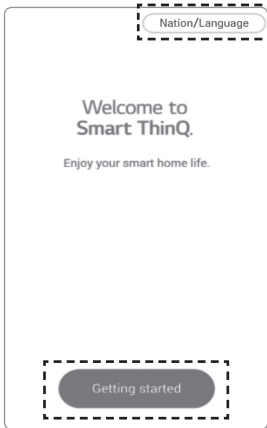 Nation/Language
Welcome to
Smart ThinQ.
Enjoy your smart home life.
Getting started